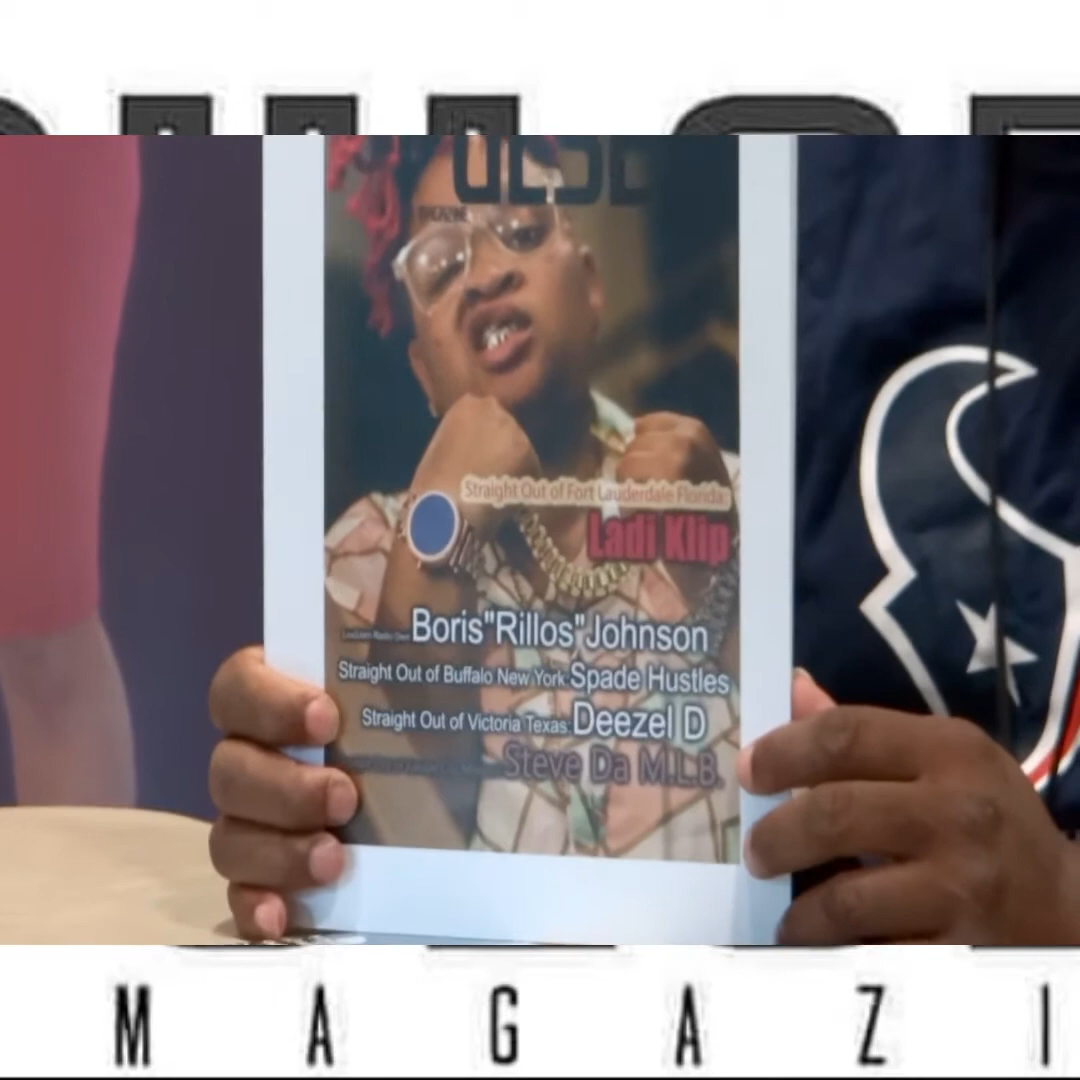 MAGAZINE
Straight Out of Fort Lauderdale Florida:
Ladi Klip
Boris"Rillos"Johnson
Straight Out of Buffalo New York:Spade Hustles
Straight Out of Victoria Texas:Deezel D
Steve Da M.L.B.
M A G A Z I